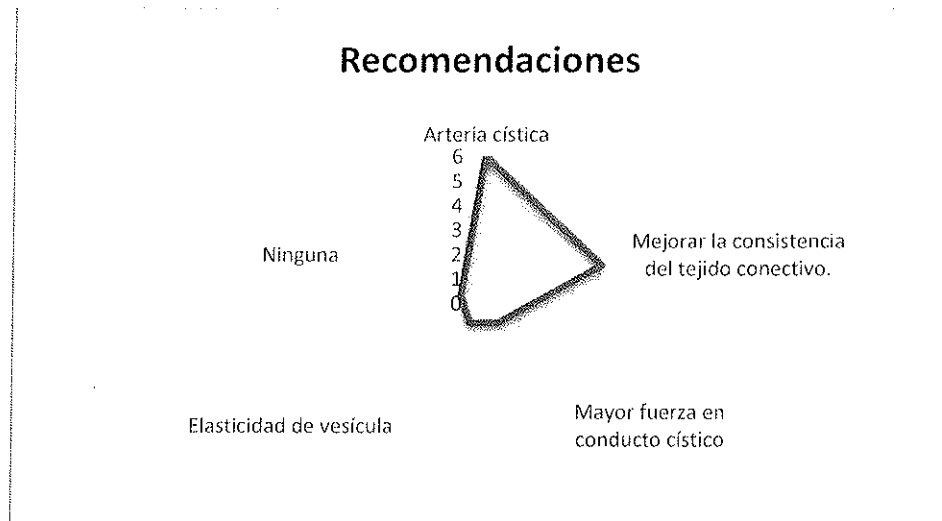 Recomendaciones
Arteria cística
6
5
4
3
2
1
0
Ninguna
Mejorar la consistencia
del tejido conectivo.
Elasticidad de vesícula
Mayor fuerza en
conducto cístico